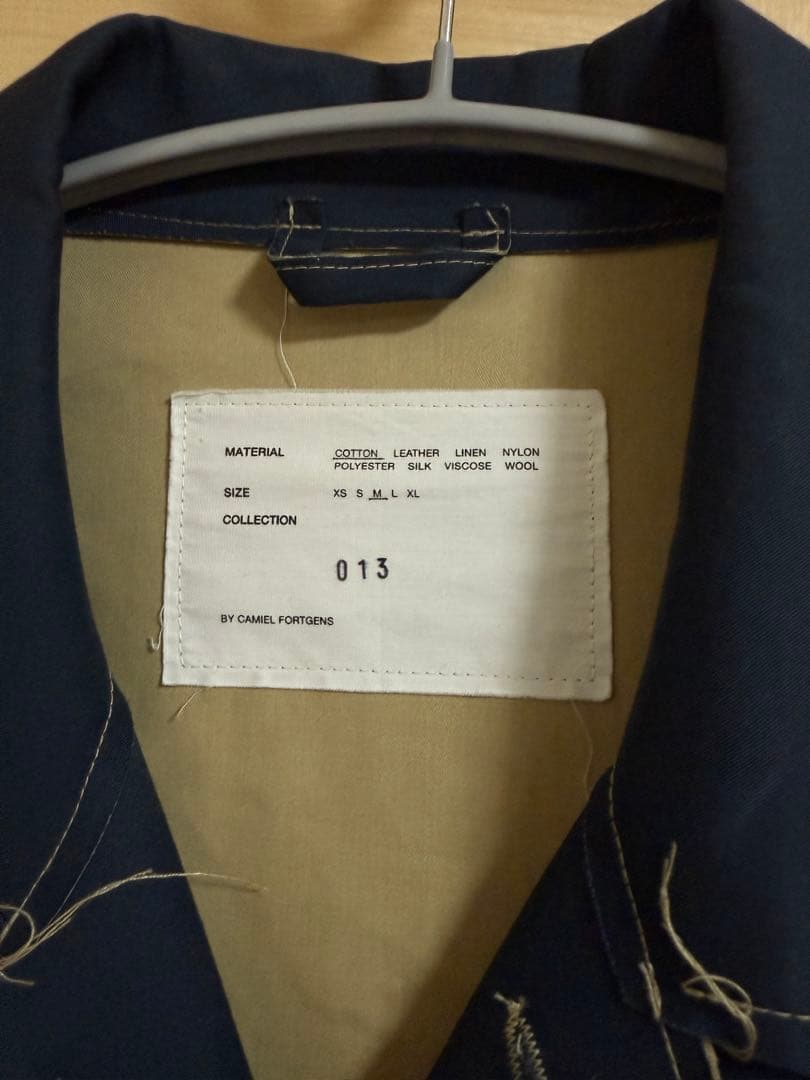 MATERIAL COTTON LEATHER LINEN NYLON
POLYESTER SILK VISCOSE WOOL
SIZE XS S M L XL
COLLECTION
013
BY CAMIEL FORTGENS